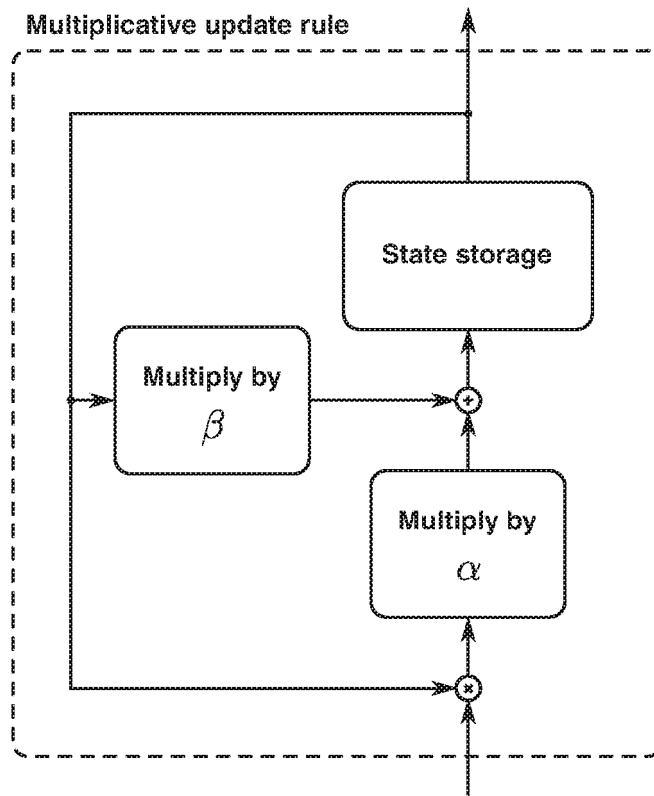 Multiplicative update rule
State storage
Multiply by
β
+
Multiply by
α
×